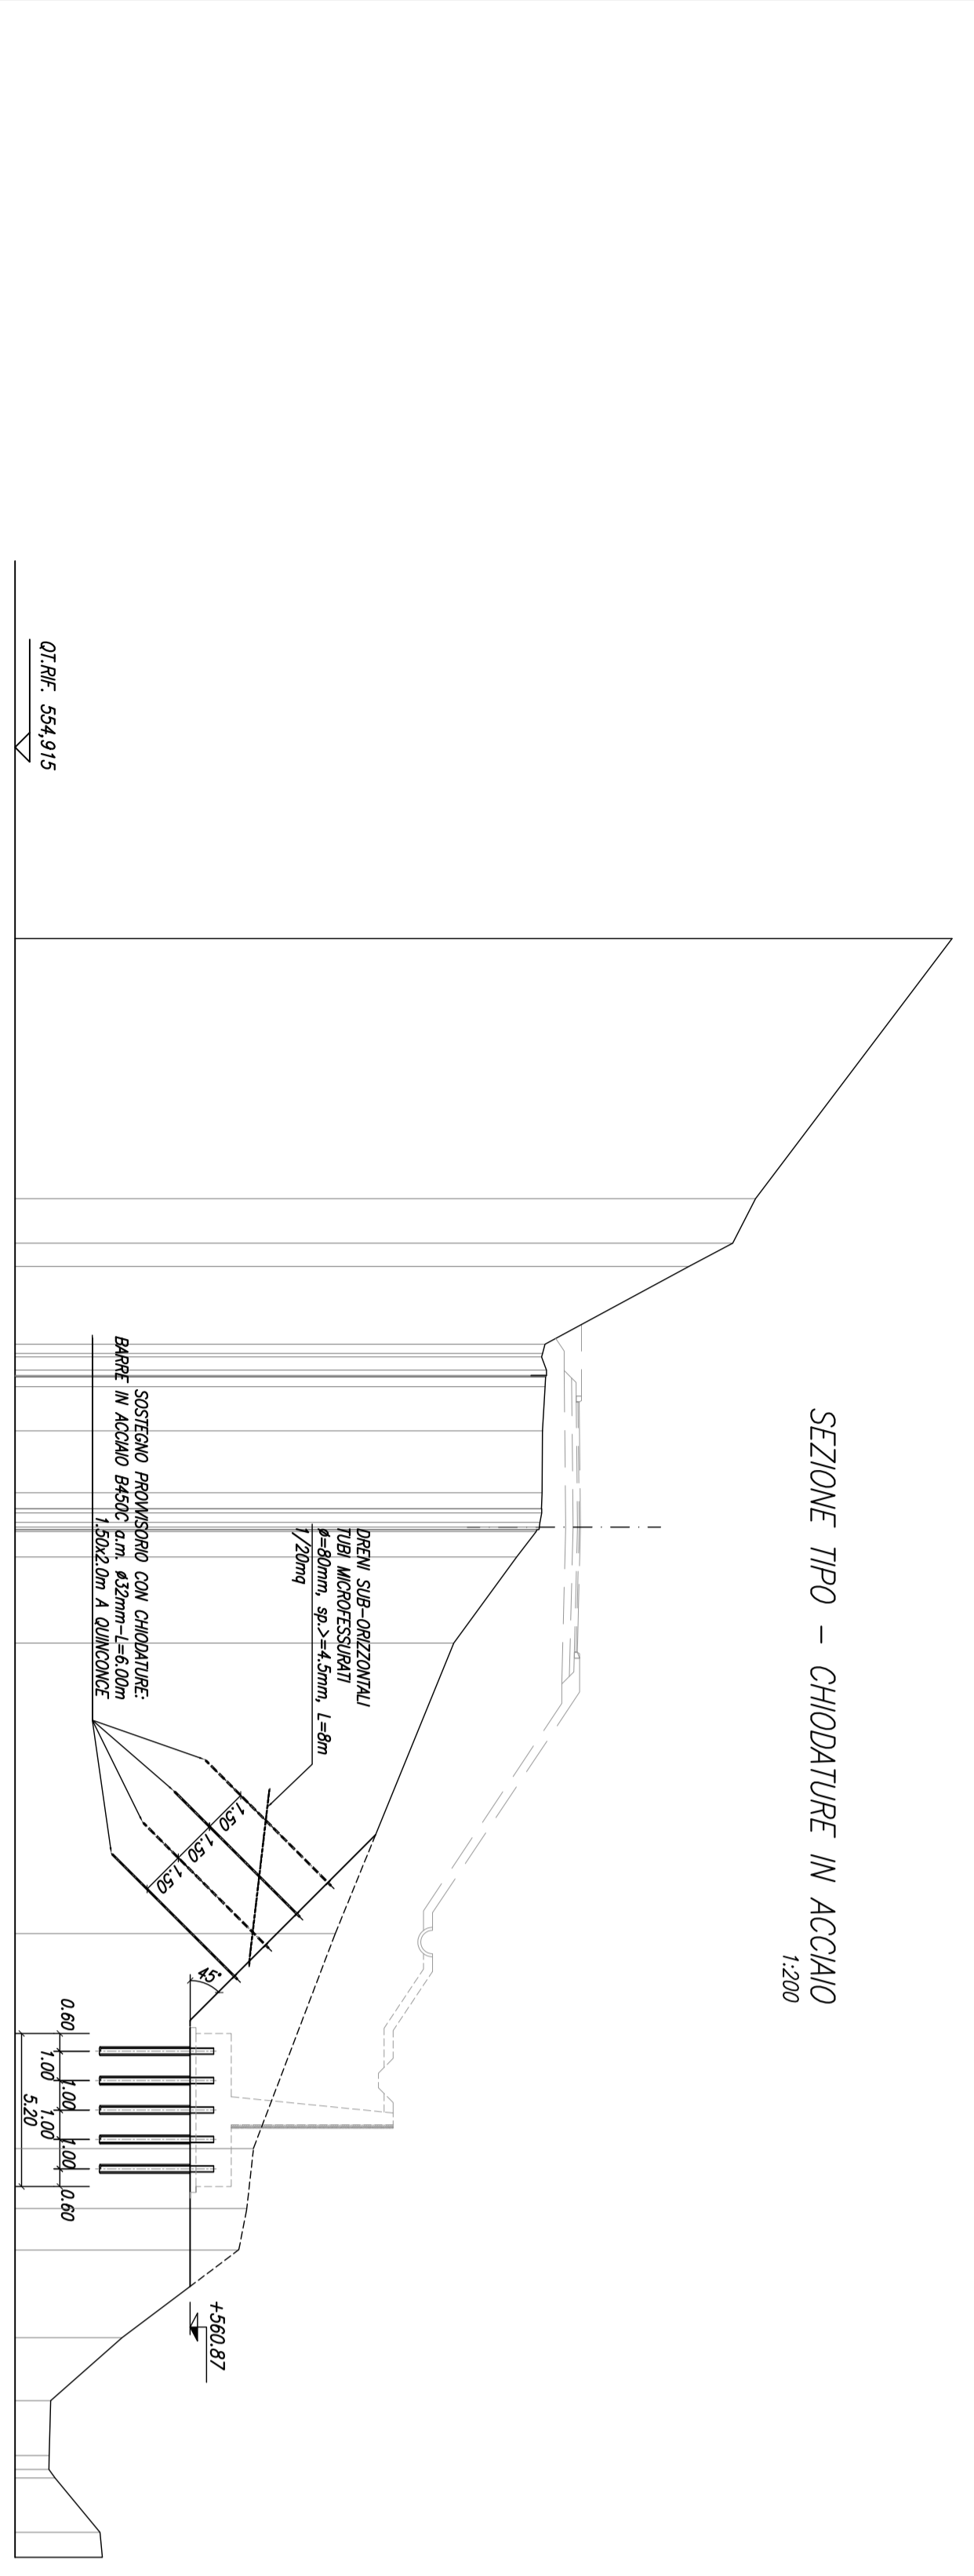 SEZIONE TIPO - CHIODATURE IN ACCIAIO
1:200
DRENI SUB-ORIZZONTALI
TUBI MICROFESSURATI
ø=80mm, sp.>=4.5mm, L=8m
1/20mq
SOSTEGNO PROVVISORIO CON CHIODATURE:
BARRE IN ACCIAIO B450C a.m. ø32mm-L=6.00m
1.50x2.0m A QUINCONCE
1.50
1.50
1.50
45°
QT.RIF. 554,915
+560.87
0.60
1.00
1.00
1.00
1.00
0.60
5.20